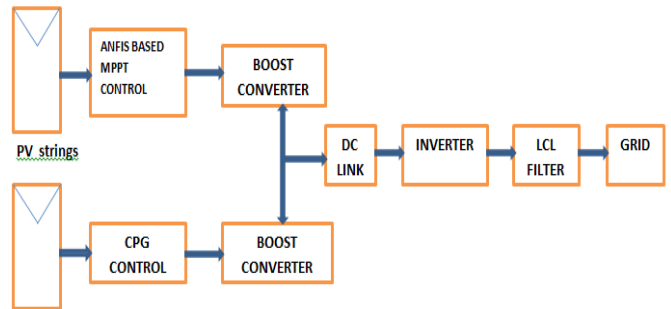 ANFIS BASED
MPPT
CONTROL
BOOST
CONVERTER
PV strings
DC
LINK
INVERTER
LCL
FILTER
GRID
CPG
CONTROL
BOOST
CONVERTER